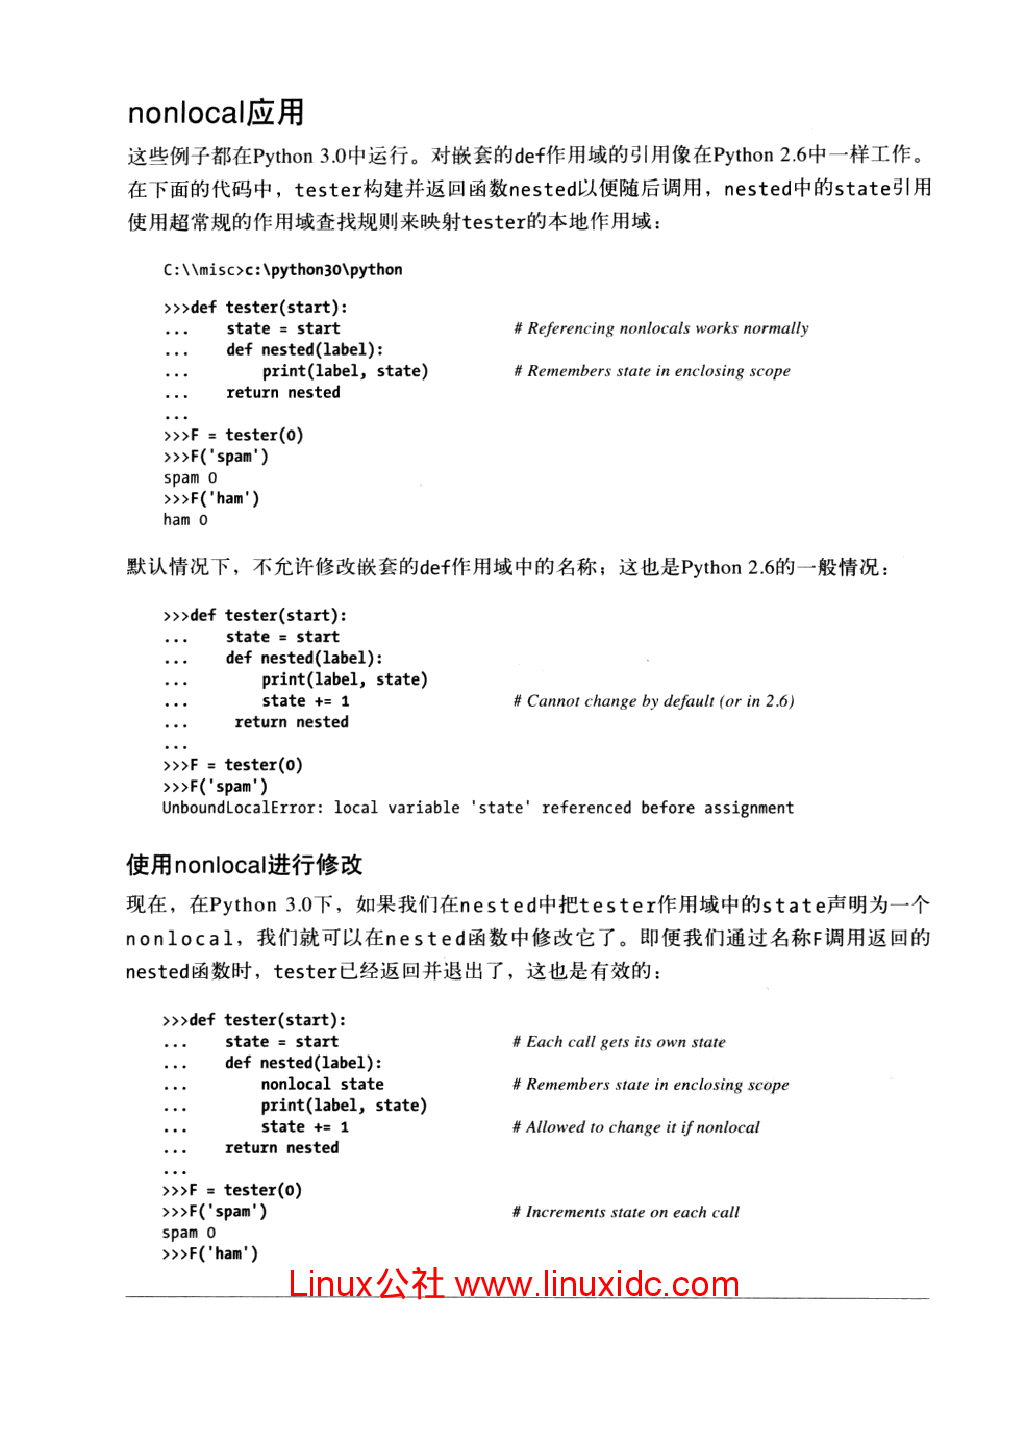 nonlocal应用
这些例子都在Python 3.0中运行。对嵌套的def作用域的引用像在Python 2.6中一样工作。
在下面的代码中，tester构建并返回函数nested以便随后调用，nested中的state引用
使用超常规的作用域查找规则来映射tester的本地作用域：
C:\\misc>c:\python30\python
>>>def tester(start):
... state = start # Referencing nonlocals works normally
... def nested(label):
... print(label, state) # Remembers state in enclosing scope
... return nested
...
>>>F = tester(0)
>>>F('spam')
spam 0
>>>F('ham')
ham 0
默认情况下，不允许修改嵌套的def作用域中的名称；这也是Python 2.6的一般情况：
>>>def tester(start):
... state = start
... def nested(label):
... print(label, state)
... state += 1 # Cannot change by default (or in 2.6)
... return nested
...
>>>F = tester(0)
>>>F('spam')
UnboundLocalError: local variable 'state' referenced before assignment
使用nonlocal进行修改
现在，在Python 3.0下，如果我们在nested中把tester作用域中的state声明为一个
nonlocal，我们就可以在nested函数中修改它了。即便我们通过名称F调用返回的
nested函数时，tester已经返回并退出了，这也是有效的：
>>>def tester(start):
... state = start # Each call gets its own state
... def nested(label):
... nonlocal state # Remembers state in enclosing scope
... print(label, state)
... state += 1 # Allowed to change it if nonlocal
... return nested
...
>>>F = tester(0)
>>>F('spam') # Increments state on each call
spam 0
>>>F('ham')
Linux公社 www.linuxidc.com